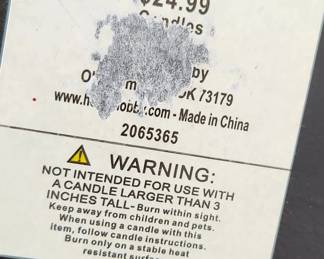 $24.99
Candles
by
O'
OK 73179
www.h obby.com - Made in China
2065365
WARNING:
NOT INTENDED FOR USE WITH
A CANDLE LARGER THAN 3
INCHES TALL- Burn within sight.
Keep away from children and pets.
When using a candle with this
item, follow candle instructions.
Burn only on a stable heat
resistant